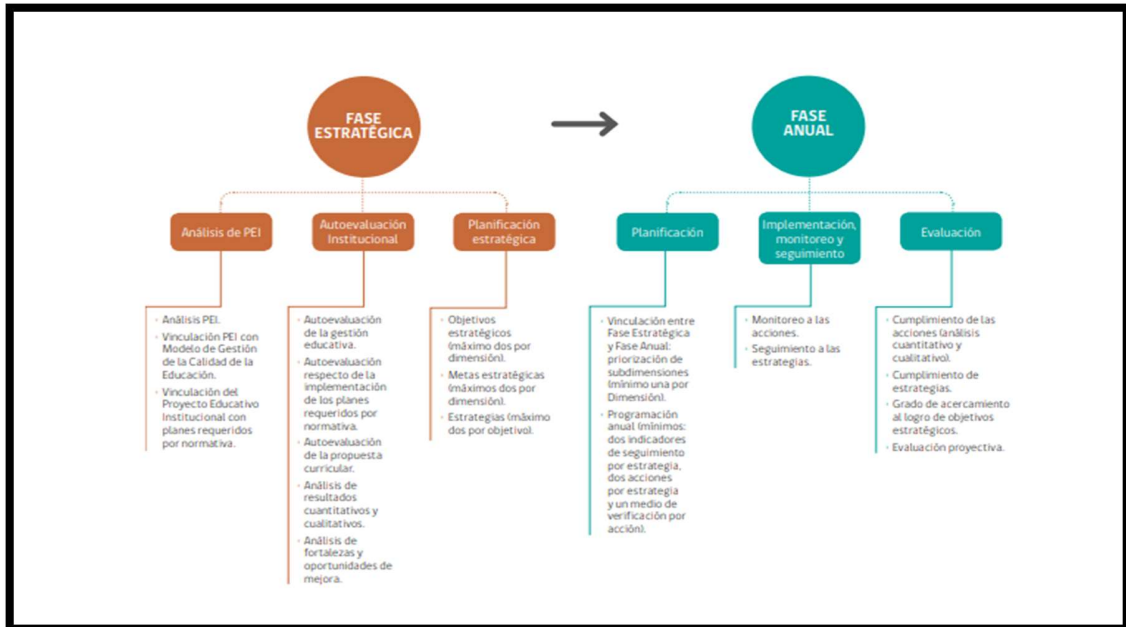 FASE
ESTRATÉGICA
FASE
ANUAL
Análisis de PEI
Autoevaluación
Institucional
Planificación
estratégica
Planificación
Implementación,
monitoreo y
seguimiento
Evaluación
· Análisis PEI.
· Vinculación PEI con
Modelo de Gestión
de la Calidad de la
Educación.
· Vinculación del
Proyecto Educativo
Institucional con
planes requeridos
por normativa.
· Autoevaluación
de la gestión
educativa.
· Autoevaluación
respecto de la
implementación
de los planes
requeridos por
normativa.
· Autoevaluación
de la propuesta
curricular.
· Análisis de
resultados
cuantitativos y
cualitativos.
· Análisis de
fortalezas y
oportunidades de
mejora.
· Objetivos
estratégicos
(máximo dos por
dimensión).
· Metas estratégicas
(máximos dos por
dimensión).
· Estrategias (máximo
dos por objetivo).
· Vinculación entre
Fase Estratégica
y Fase Anual:
priorización de
subdimensiones
(mínimo una por
Dimensión).
· Programación
anual (mínimos:
dos indicadores
de seguimiento
por estrategia,
dos acciones
por estrategia
y un medio de
verificación por
acción).
· Monitoreo a las
acciones.
· Seguimiento a las
estrategias.
· Cumplimiento de las
acciones (análisis
cuantitativo y
cualitativo).
· Cumplimiento de
estrategias.
· Grado de acercamiento
al logro de objetivos
estratégicos.
· Evaluación proyectiva.